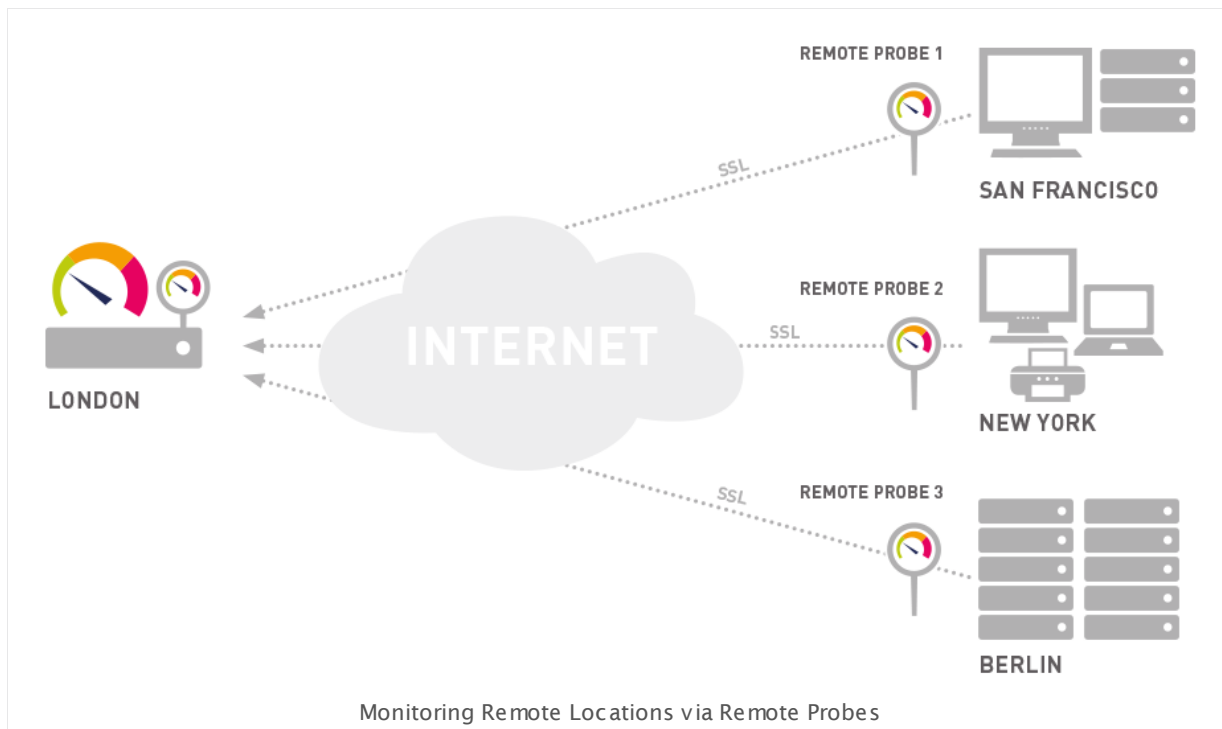 REMOTE PROBE 1
SSL
SAN FRANCISCO
REMOTE PROBE 2
INTERNET
SSL
LONDON
NEW YORK
REMOTE PROBE 3
SSL
BERLIN
Monitoring Remote Locations via Remote Probes